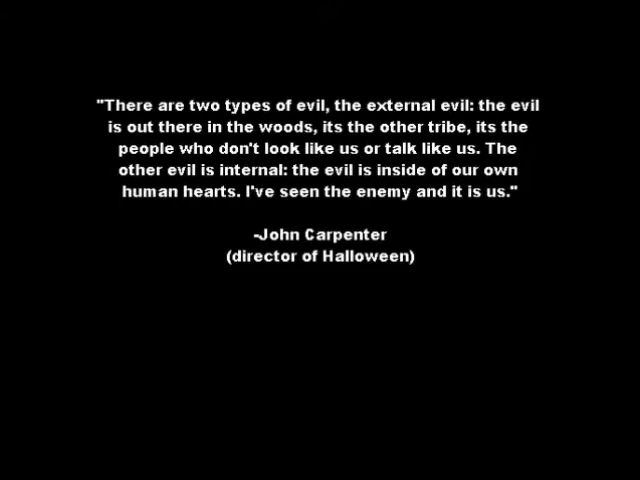 "There are two types of evil, the external evil: the evil
is out there in the woods, its the other tribe, its the
people who don't look like us or talk like us. The
other evil is internal: the evil is inside of our own
human hearts. I've seen the enemy and it is us."
-John Carpenter
(director of Halloween)